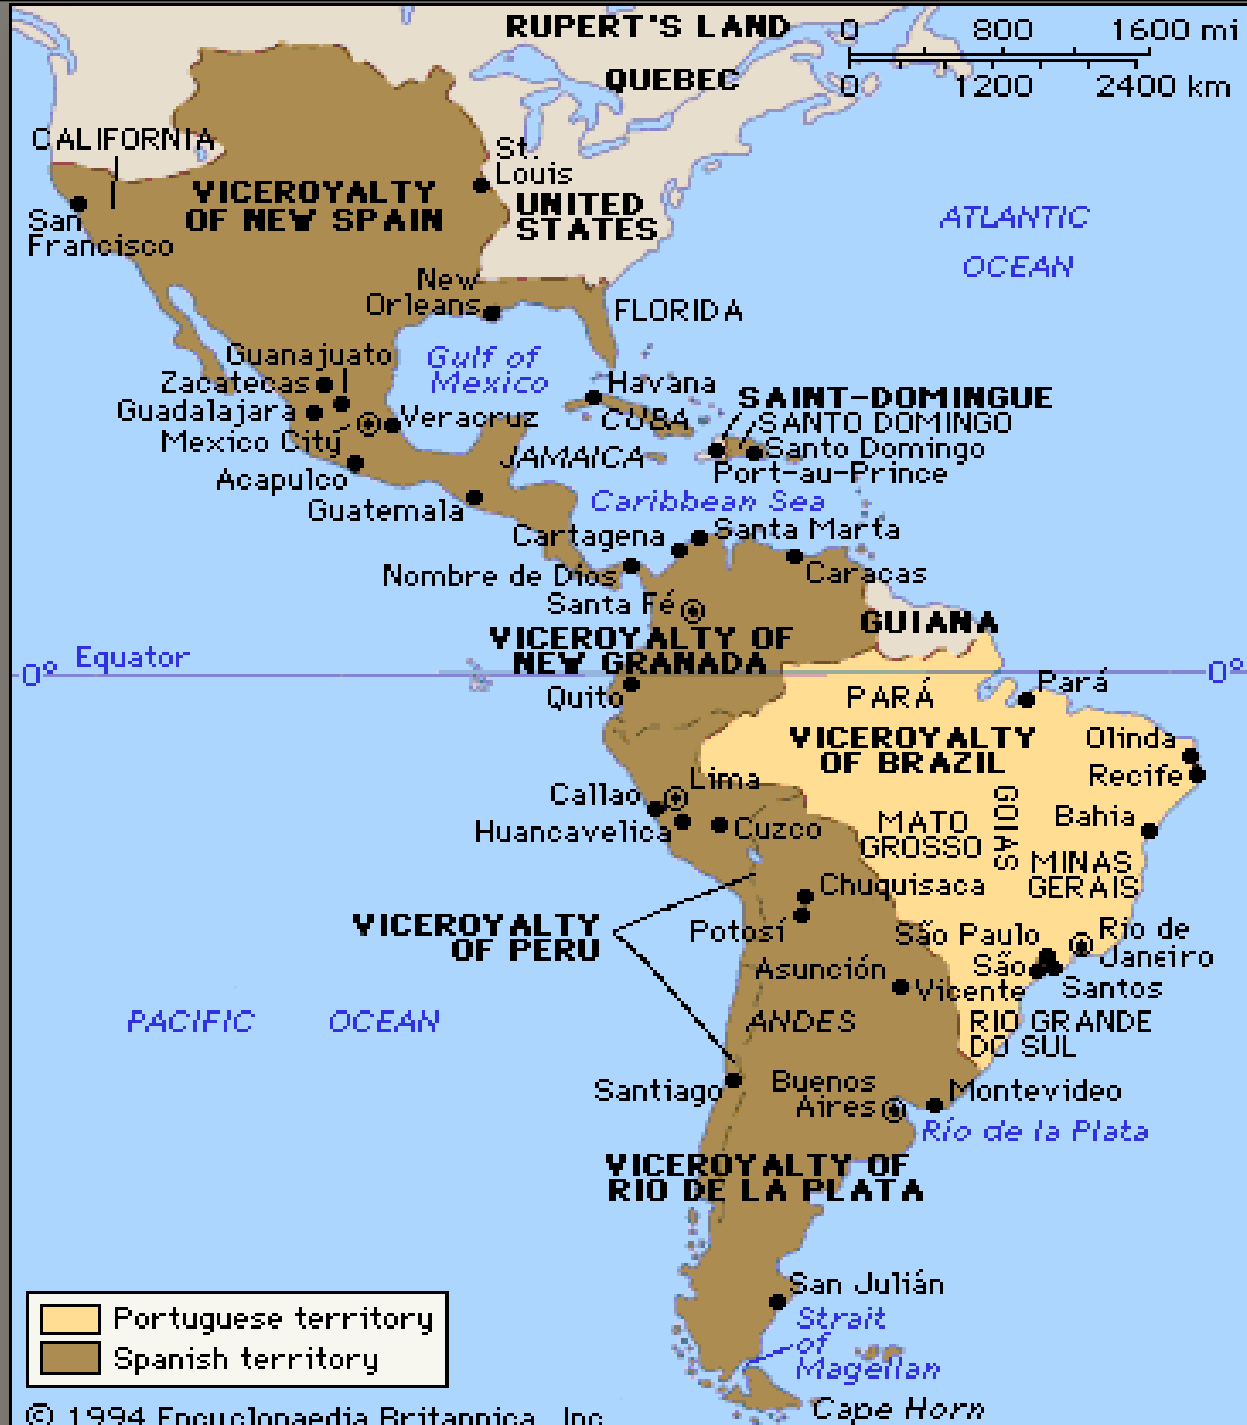 RUPERT'S LAND
0 800 1600 mi
QUEBEC
0 1200 2400 km
CALIFORNIA
St.
Louis
VICEROYALTY
OF NEW SPAIN
UNITED
STATES
San
Francisco
ATLANTIC
OCEAN
New
Orleans
FLORIDA
Gulf of
Mexico
Guanajuato
Zacatecas
Guadalajara
Mexico City
Veracruz
Acapulco
Guatemala
Havana
CUBA
SAINT-DOMINGUE
SANTO DOMINGO
Santo Domingo
Port-au-Prince
JAMAICA
Caribbean Sea
Cartagena
Santa Marta
Nombre de Dios
Caracas
Santa Fé
GUIANA
VICEROYALTY OF
NEW GRANADA
0° Equator 0°
Quito
PARÁ
Pará
VICEROYALTY
OF BRAZIL
Olinda
Recife
Lima
Callao
Huancavelica
Cuzco
MATO
GROSSO
GOIAS
Bahia
MINAS
GERAIS
Chuquisaca
VICEROYALTY
OF PERU
Potosí
São Paulo
Río de
Janeiro
São
Vicente
Santos
Asunción
PACIFIC OCEAN
ANDES
RIO GRANDE
DO SUL
Santiago
Buenos
Aires
Montevideo
Río de la Plata
VICEROYALTY OF
RIO DE LA PLATA
San Julián
Strait
of
Magellan
Cape Horn
Portuguese territory
Spanish territory
© 1994 Encyclopaedia Britannica, Inc.